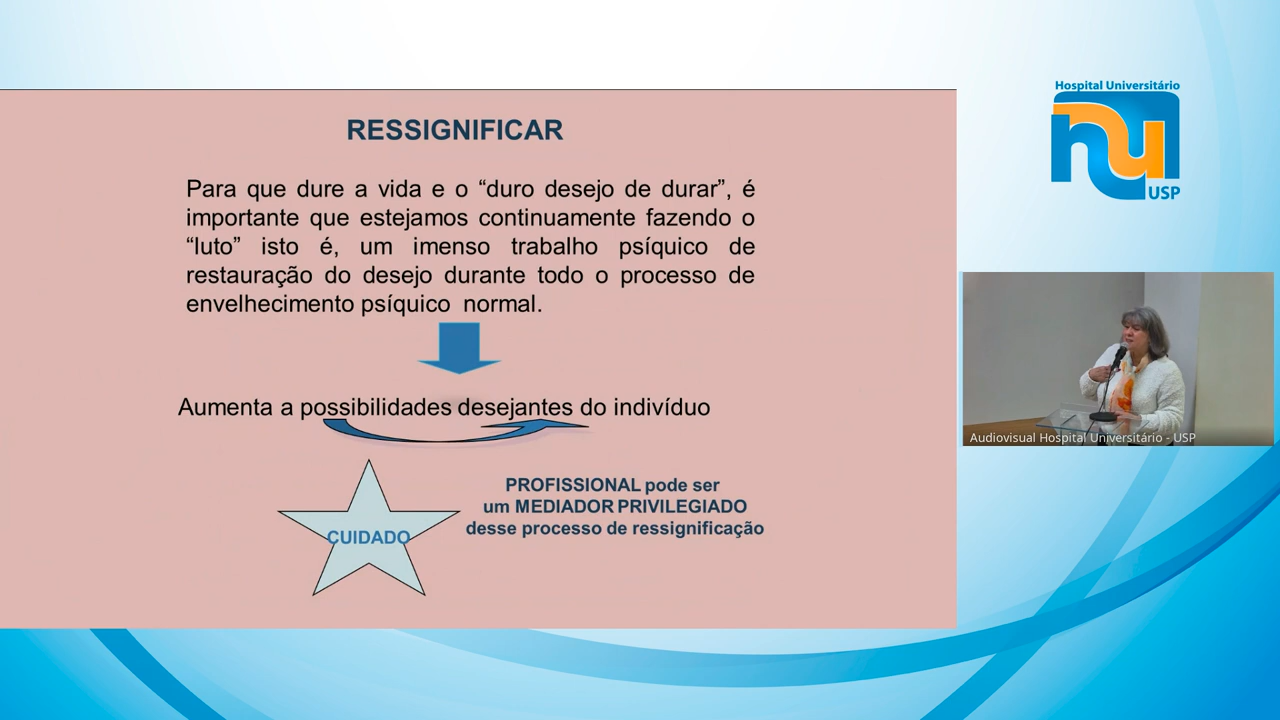 RESSIGNIFICAR
Para que dure a vida e o “duro desejo de durar”, é
importante que estejamos continuamente fazendo o
“luto” isto é, um imenso trabalho psíquico de
restauração do desejo durante todo o processo de
envelhecimento psíquico normal.
Aumenta a possibilidades desejantes do indivíduo
CUIDADO
PROFISSIONAL pode ser
um MEDIADOR PRIVILEGIADO
desse processo de ressignificação
Hospital Universitário
hu
USP
Audiovisual Hospital Universitário - USP